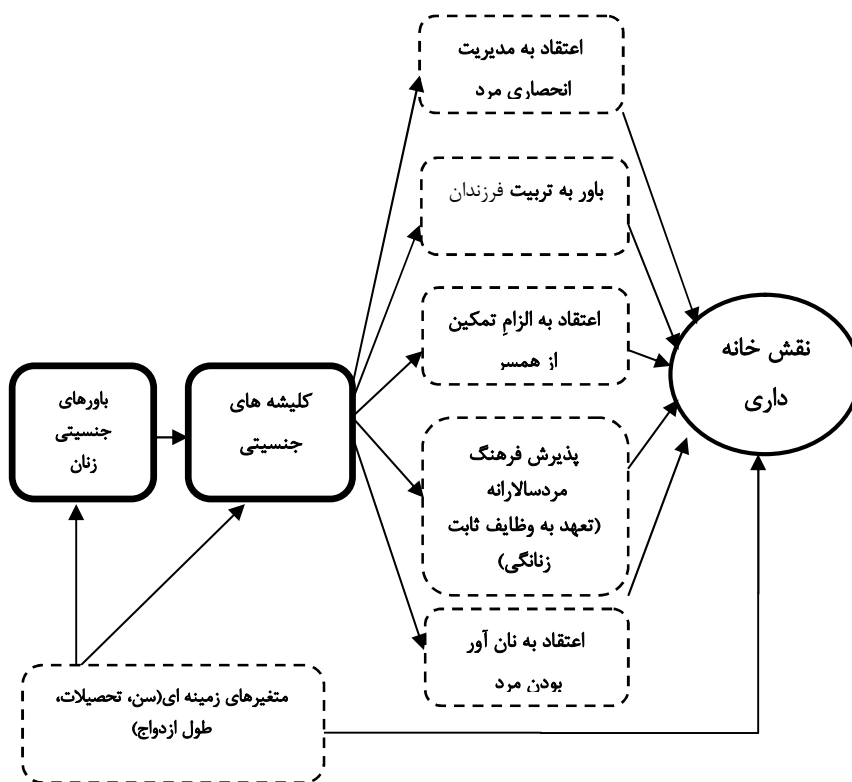 اعتقاد به مدیریت
انحصاری مرد
باور به تربیت فرزندان
اعتقاد به الزامِ تمکین
از همسر
پذیرش فرهنگ
مردسالارانه
(تعهد به وظایف ثابت
زنانگی)
اعتقاد به نان آور
بودن مرد
نقش خانه
داری
کلیشه های
جنسیتی
باورهای
جنسیتی
زنان
متغیرهای زمینه ای(سن، تحصیلات،
طول ازدواج)